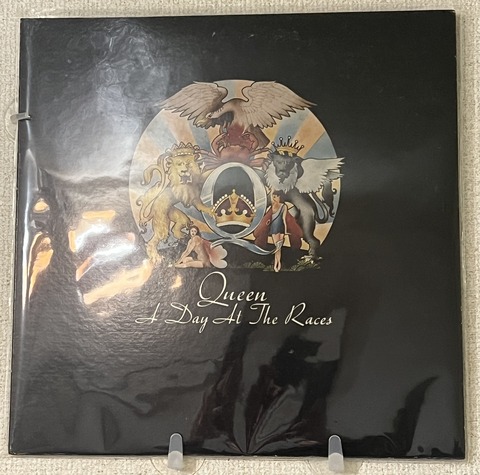 Queen
A Day At The Races